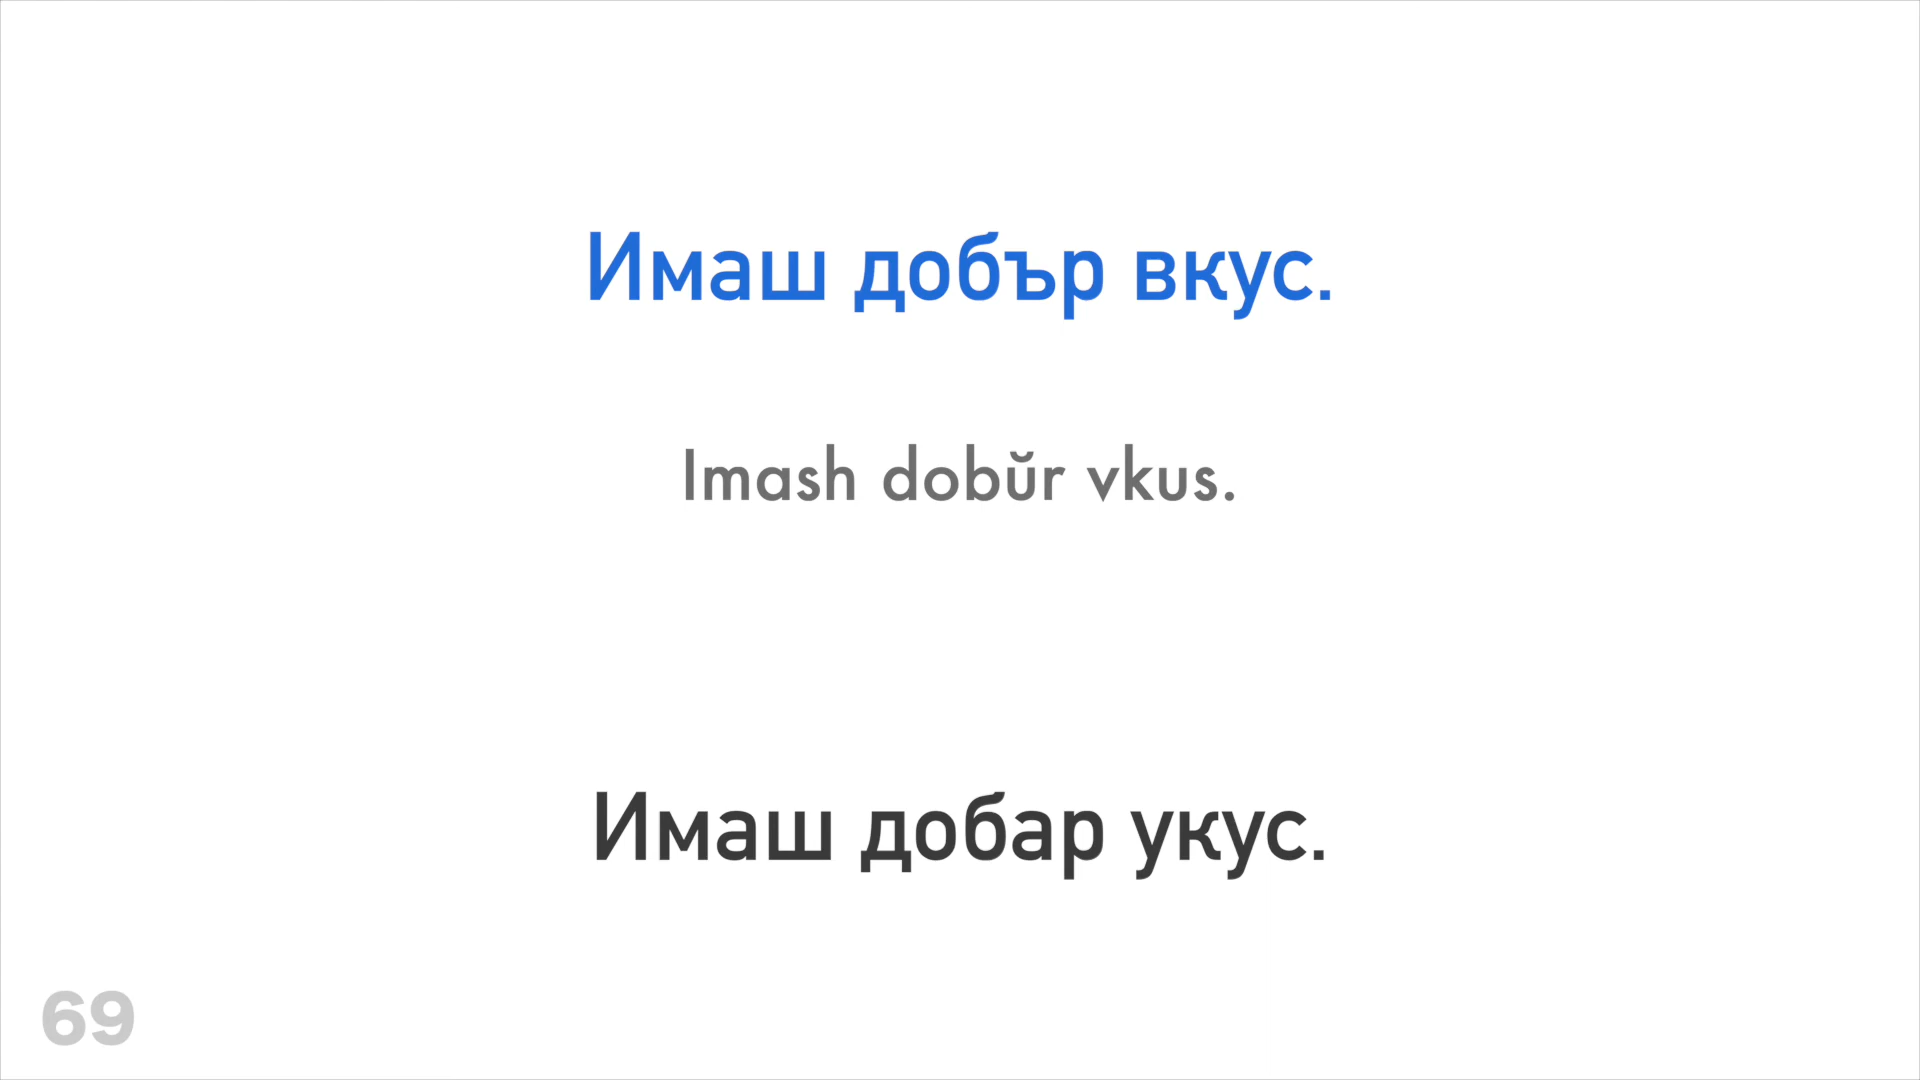 Имаш добър вкус.
Imash dobŭr vkus.
Имаш добар укус.
69